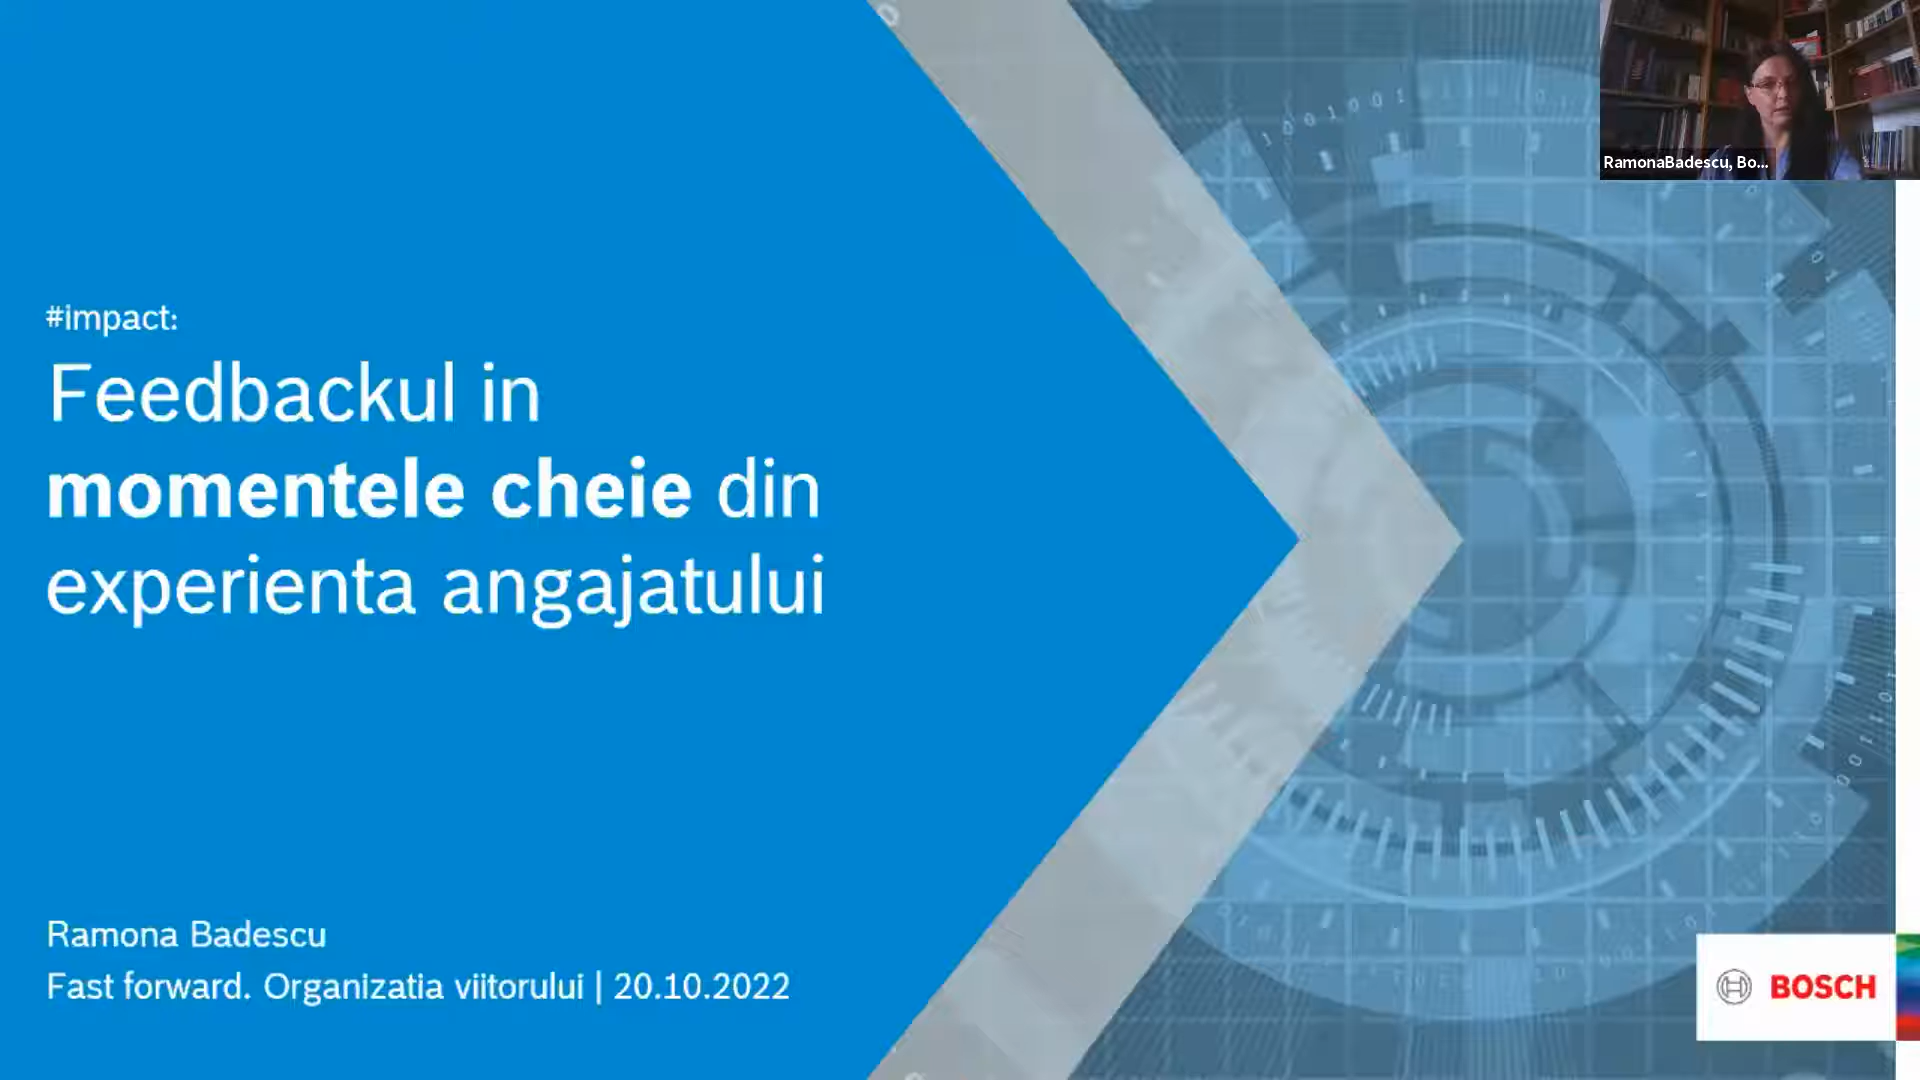 RamonaBadescu, Bo...
#impact:
Feedbackul in
momentele cheie din
experienta angajatului
Ramona Badescu
Fast forward. Organizatia viitorului | 20.10.2022
BOSCH
1001001